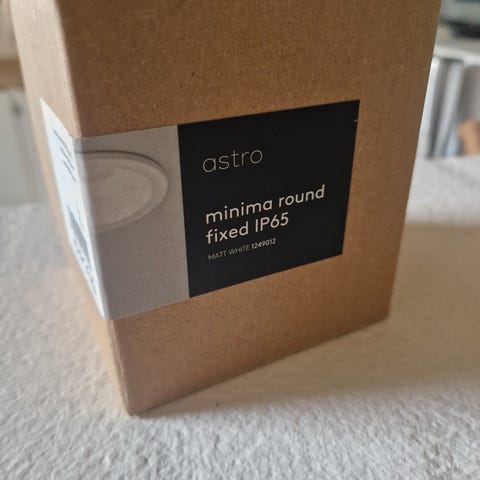 astro
minima round
fixed IP65
MATT WHITE 1249012